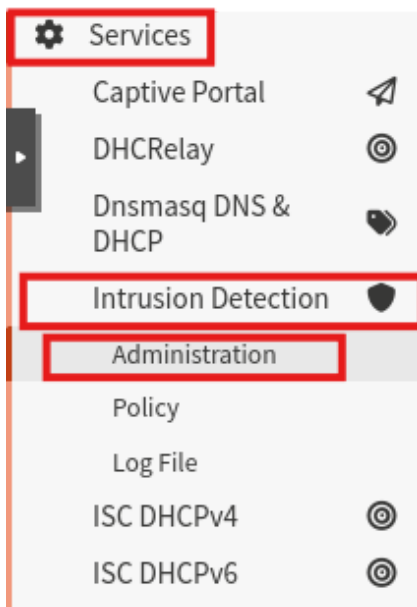 Services
Captive Portal
DHCRelay
Dnsmasq DNS &
DHCP
Intrusion Detection
Administration
Policy
Log File
ISC DHCPv4
ISC DHCPv6